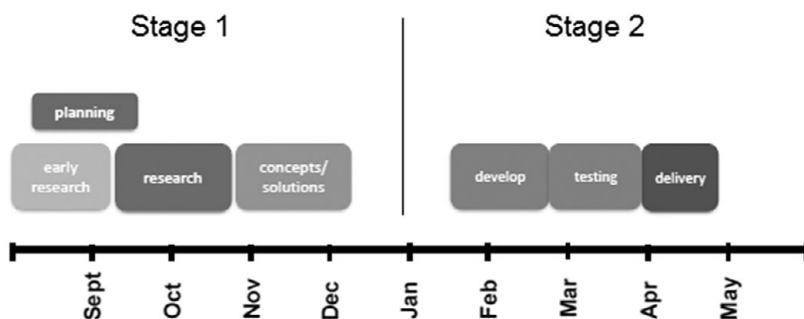 Stage 1
Stage 2
planning
early
research
research
concepts/
solutions
develop
testing
delivery
Sept
Oct
Nov
Dec
Jan
Feb
Mar
Apr
May